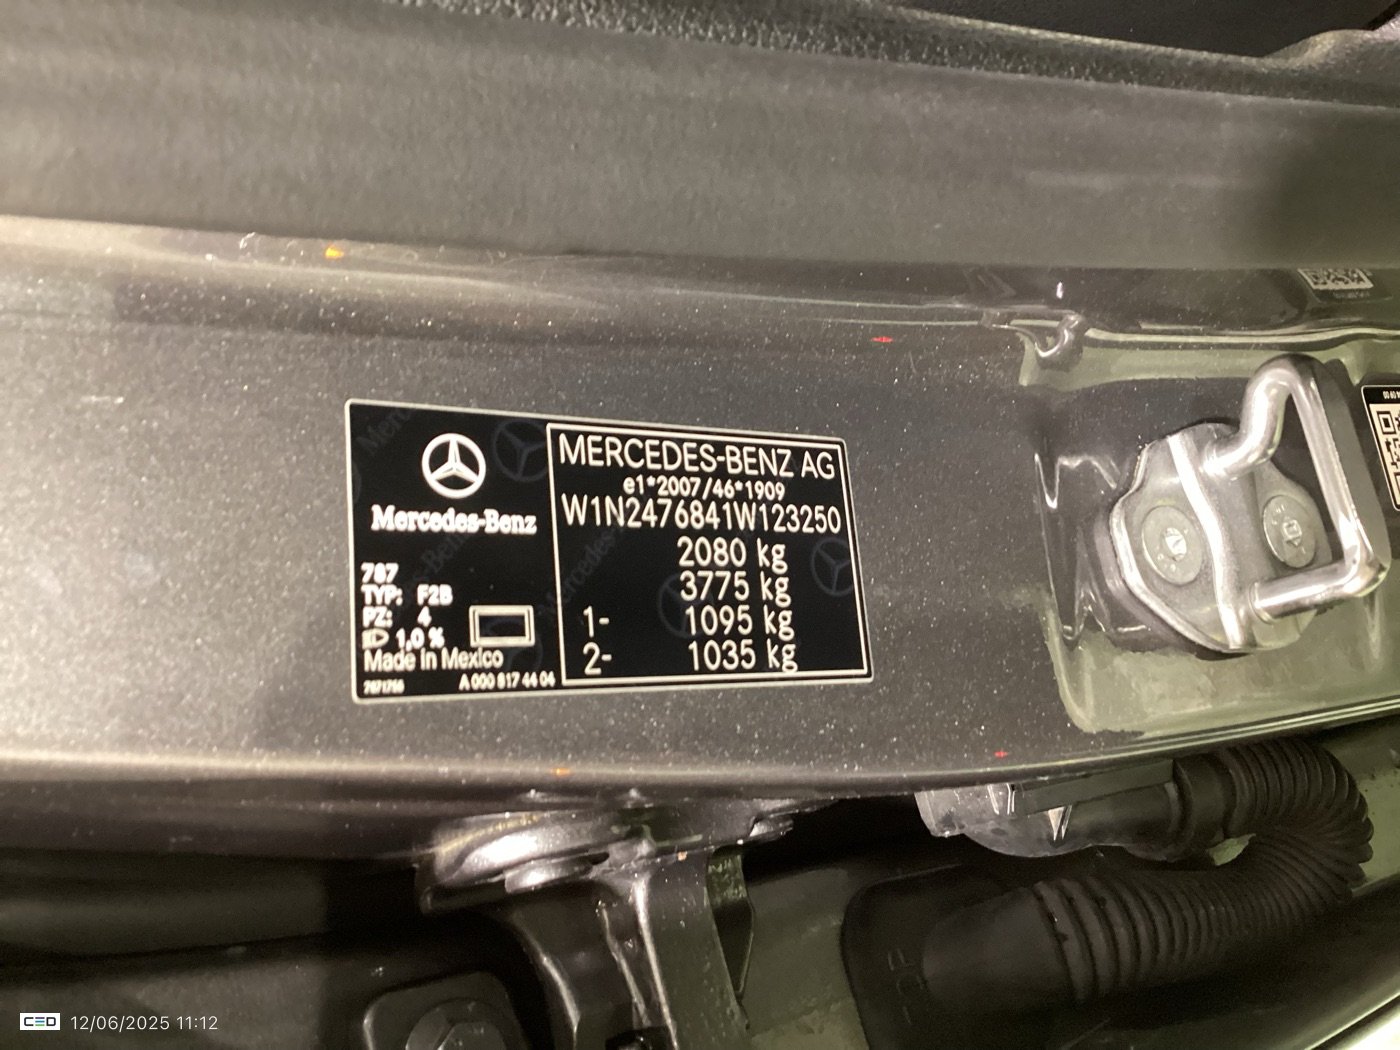 MERCEDES-BENZ AG
e1*2007/46*1909
W1N2476841W123250
2080 kg
3775 kg
1- 1095 kg
2- 1035 kg
Mercedes-Benz
787
TYP: F2B
PZ: 4
1,0 %
Made in Mexico
A 000 817 44 04
CED 12/06/2025 11:12